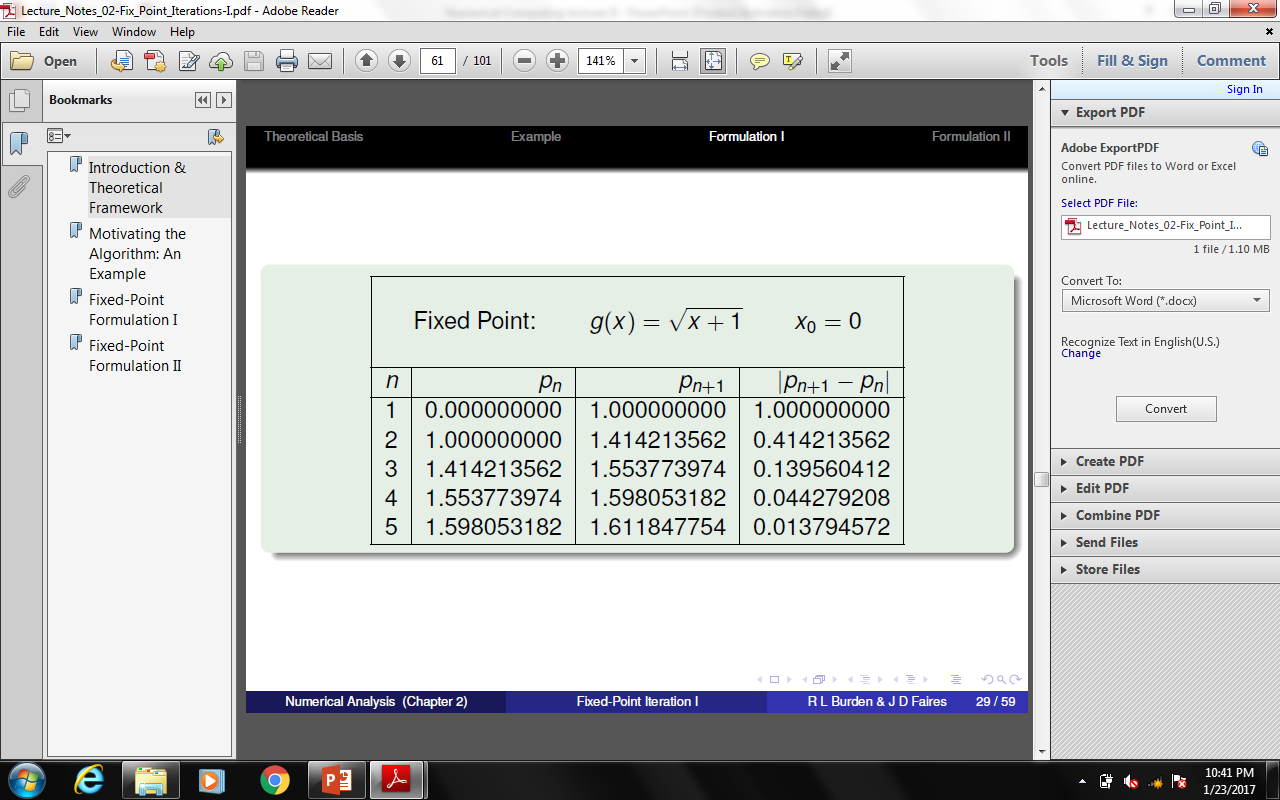 Lecture_Notes_02-Fix_Point_Iterations-I.pdf - Adobe Reader
File Edit View Window Help
Open 61 / 101 141% Tools Fill & Sign Comment
Sign In
Bookmarks
Introduction &
Theoretical
Framework
Motivating the
Algorithm: An
Example
Fixed-Point
Formulation I
Fixed-Point
Formulation II
Theoretical Basis Example Formulation I Formulation II
Fixed Point: g(x) = √x + 1 x₀ = 0
n pₙ pₙ₊₁ |pₙ₊₁ − pₙ|
1 0.000000000 1.000000000 1.000000000
2 1.000000000 1.414213562 0.414213562
3 1.414213562 1.553773974 0.139560412
4 1.553773974 1.598053182 0.044279208
5 1.598053182 1.611847754 0.013794572
Numerical Analysis (Chapter 2) Fixed-Point Iteration I R L Burden & J D Faires 29 / 59
Export PDF
Adobe ExportPDF
Convert PDF files to Word or Excel
online.
Select PDF File:
Lecture_Notes_02-Fix_Point_I...
1 file / 1.10 MB
Convert To:
Microsoft Word (*.docx)
Recognize Text in English(U.S.)
Change
Convert
Create PDF
Edit PDF
Combine PDF
Send Files
Store Files
10:41 PM
1/23/2017